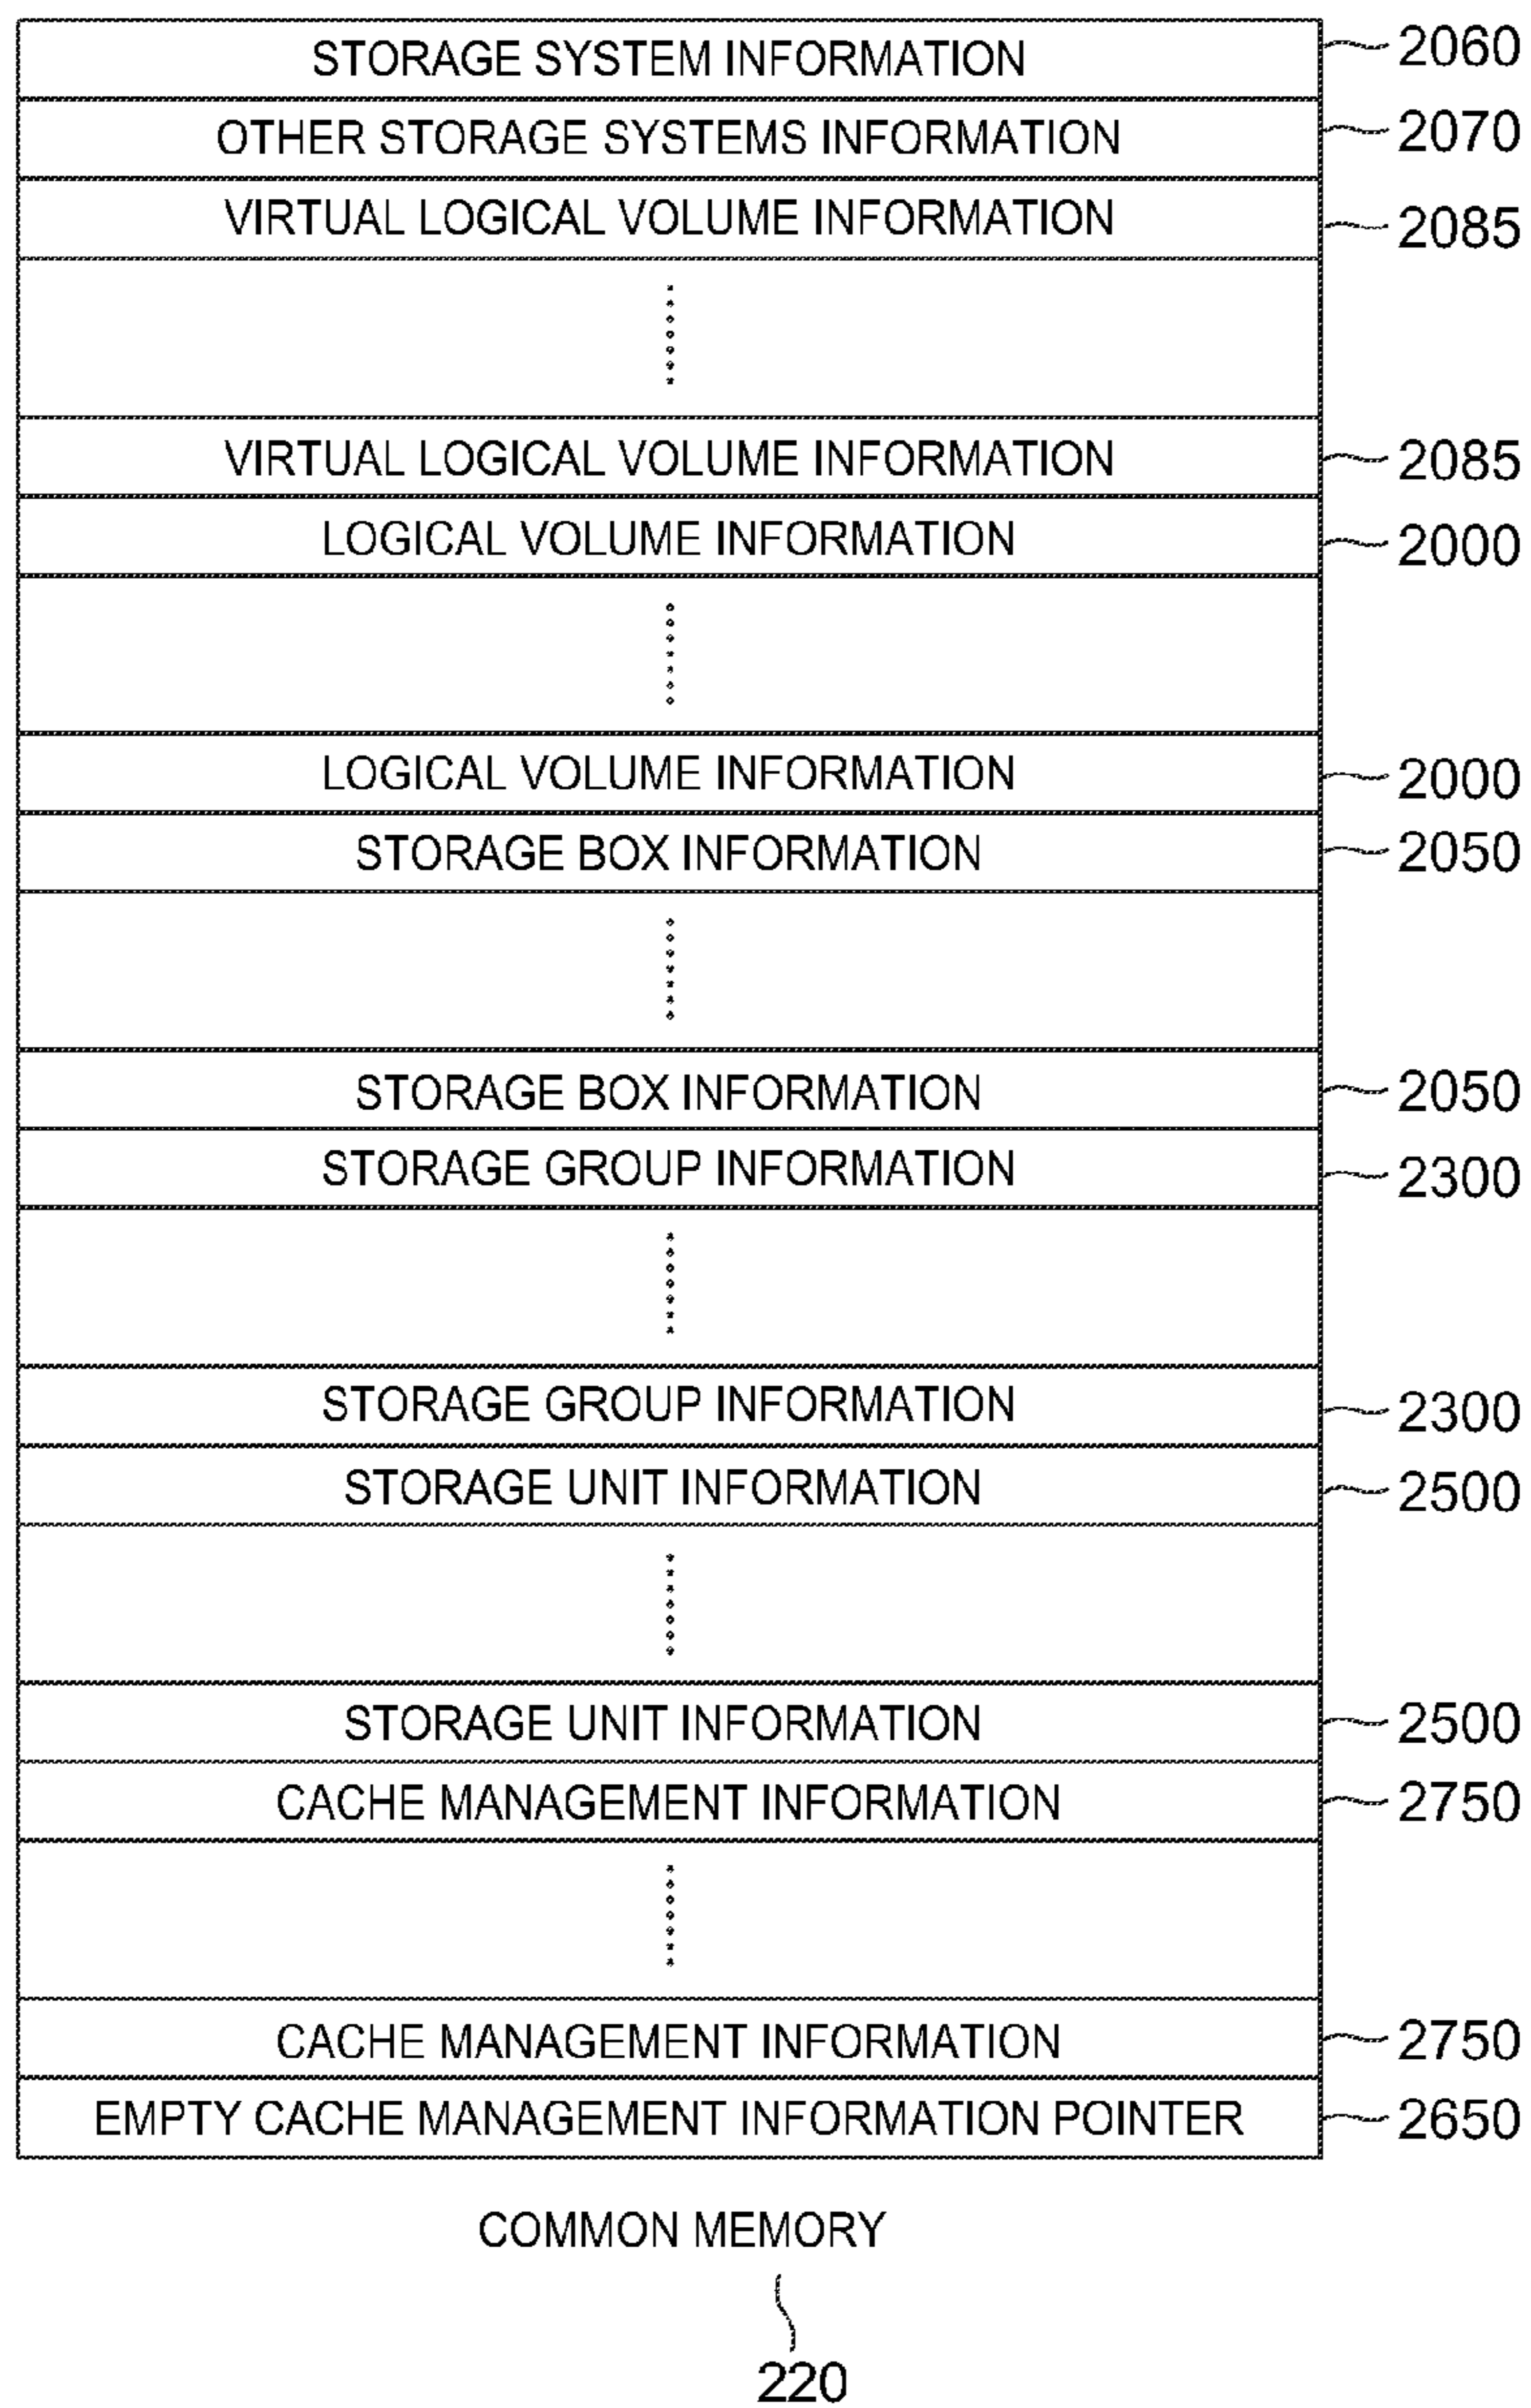 STORAGE SYSTEM INFORMATION 2060
OTHER STORAGE SYSTEMS INFORMATION 2070
VIRTUAL LOGICAL VOLUME INFORMATION 2085
VIRTUAL LOGICAL VOLUME INFORMATION 2085
LOGICAL VOLUME INFORMATION 2000
LOGICAL VOLUME INFORMATION 2000
STORAGE BOX INFORMATION 2050
STORAGE BOX INFORMATION 2050
STORAGE GROUP INFORMATION 2300
STORAGE GROUP INFORMATION 2300
STORAGE UNIT INFORMATION 2500
STORAGE UNIT INFORMATION 2500
CACHE MANAGEMENT INFORMATION 2750
CACHE MANAGEMENT INFORMATION 2750
EMPTY CACHE MANAGEMENT INFORMATION POINTER 2650
COMMON MEMORY
220